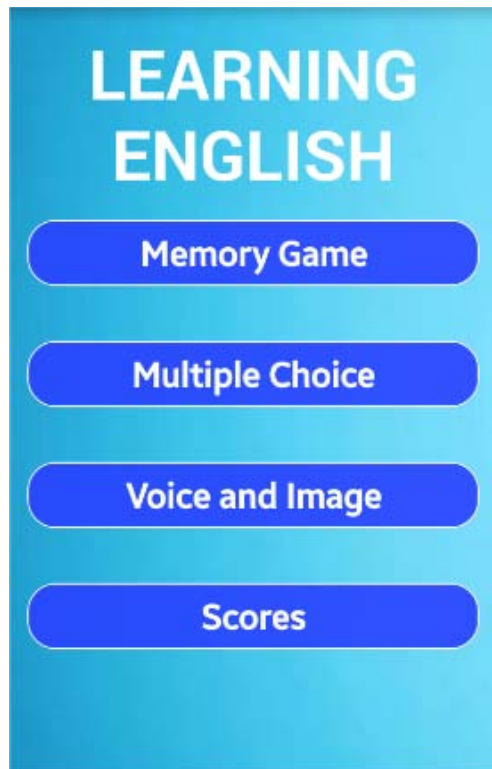 LEARNING
ENGLISH
Memory Game
Multiple Choice
Voice and Image
Scores